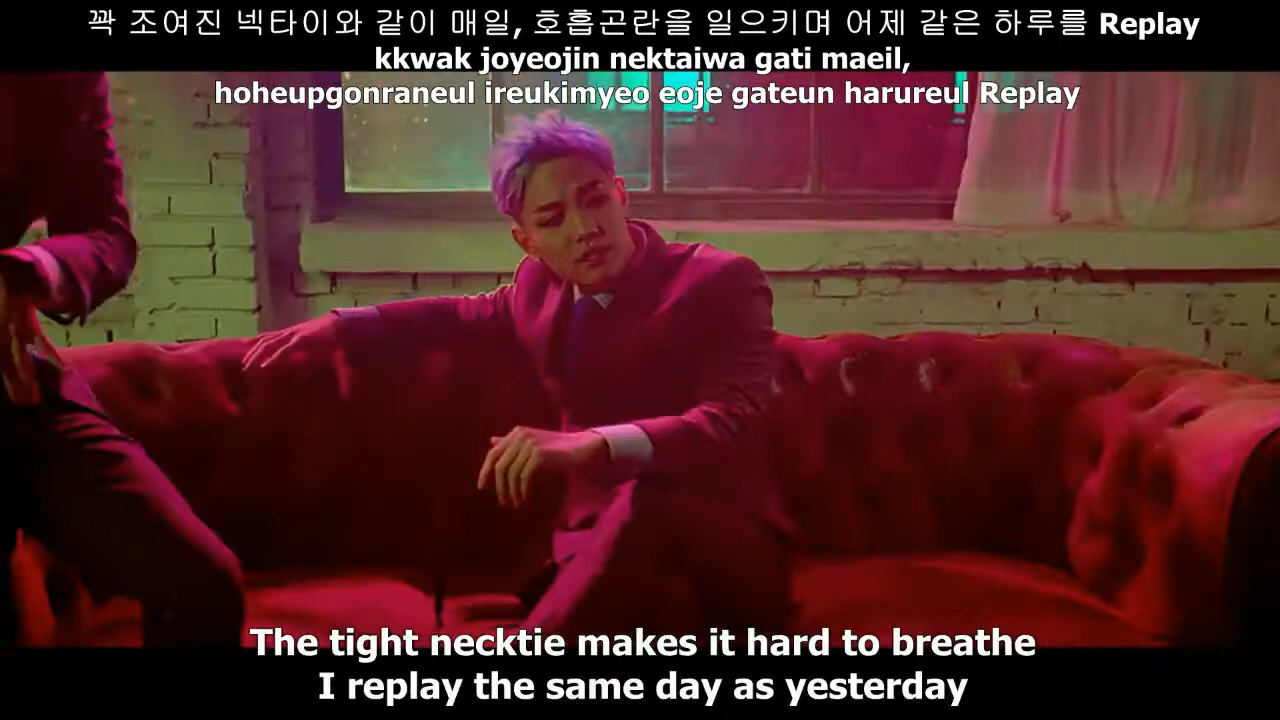 꽉 조여진 넥타이와 같이 매일, 호흡곤란을 일으키며 어제 같은 하루를 Replay
kkwak joyeojin nektaiwa gati maeil,
hoheupgonraneul ireukimyeo eoje gateun harureul Replay
The tight necktie makes it hard to breathe
I replay the same day as yesterday